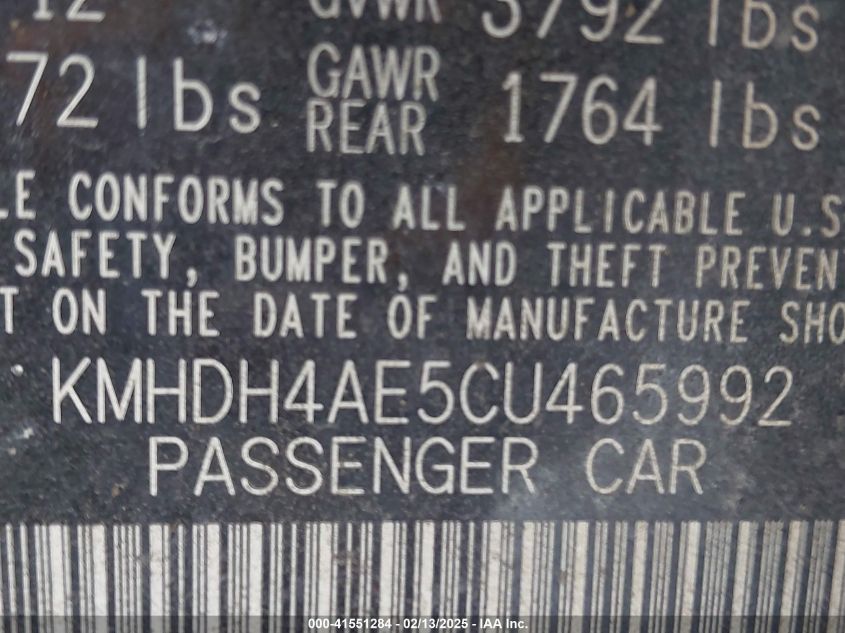 12 GVWR 3792 lbs
72 lbs GAWR REAR 1764 lbs
LE CONFORMS TO ALL APPLICABLE U.S
SAFETY, BUMPER, AND THEFT PREVEN
T ON THE DATE OF MANUFACTURE SHO
KMHDH4AE5CU465992
PASSENGER CAR
000-41551284 - 02/13/2025 - IAA Inc.